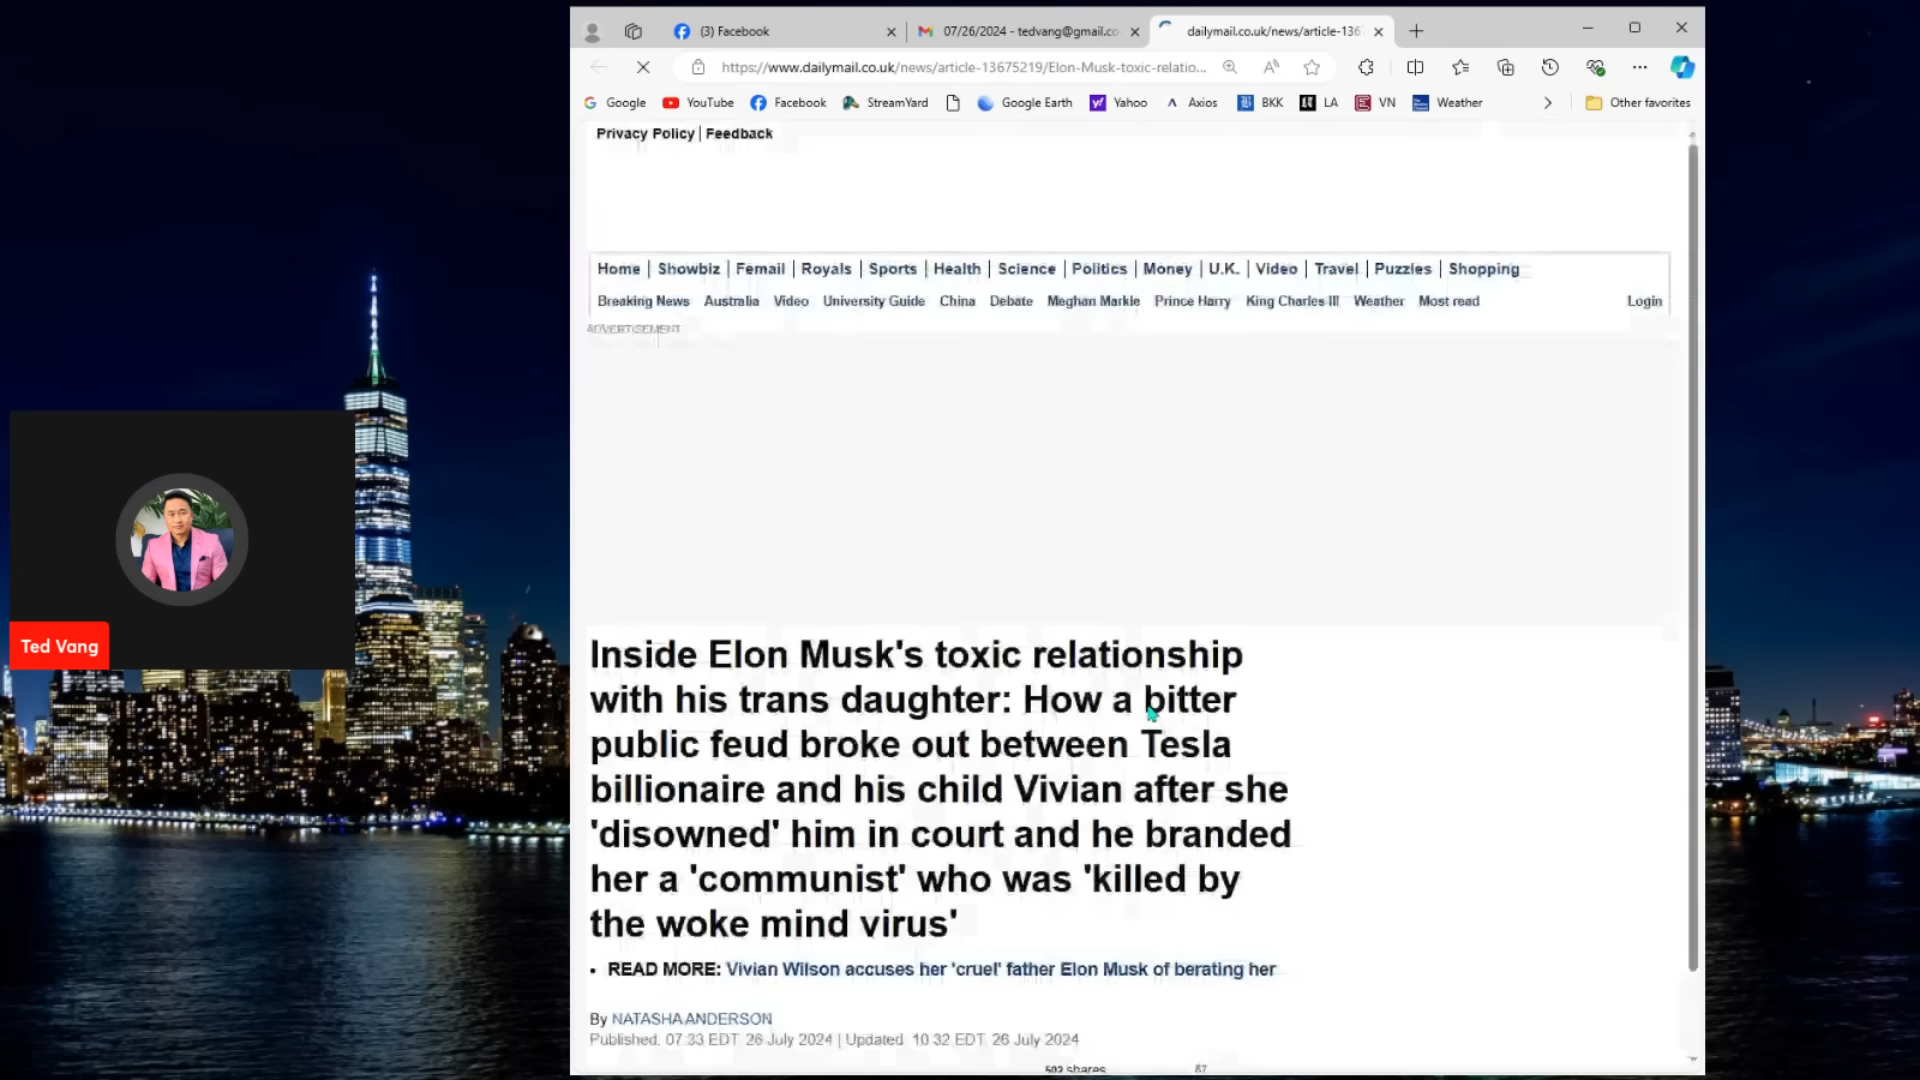 (3) Facebook
07/26/2024 - tedvang@gmail.co
dailymail.co.uk/news/article-136
https://www.dailymail.co.uk/news/article-13675219/Elon-Musk-toxic-relatio...
Google YouTube Facebook StreamYard Google Earth Yahoo Axios BKK LA VN Weather Other favorites
Privacy Policy | Feedback
Home | Showbiz | Femail | Royals | Sports | Health | Science | Politics | Money | U.K. | Video | Travel | Puzzles | Shopping
Breaking News Australia Video University Guide China Debate Meghan Markle Prince Harry King Charles III Weather Most read Login
ADVERTISEMENT
Ted Vang
Inside Elon Musk's toxic relationship
with his trans daughter: How a bitter
public feud broke out between Tesla
billionaire and his child Vivian after she
'disowned' him in court and he branded
her a 'communist' who was 'killed by
the woke mind virus'
• READ MORE: Vivian Wilson accuses her 'cruel' father Elon Musk of berating her
By NATASHA ANDERSON
Published: 07:33 EDT, 26 July 2024 | Updated: 10:32 EDT, 26 July 2024
502 shares 87